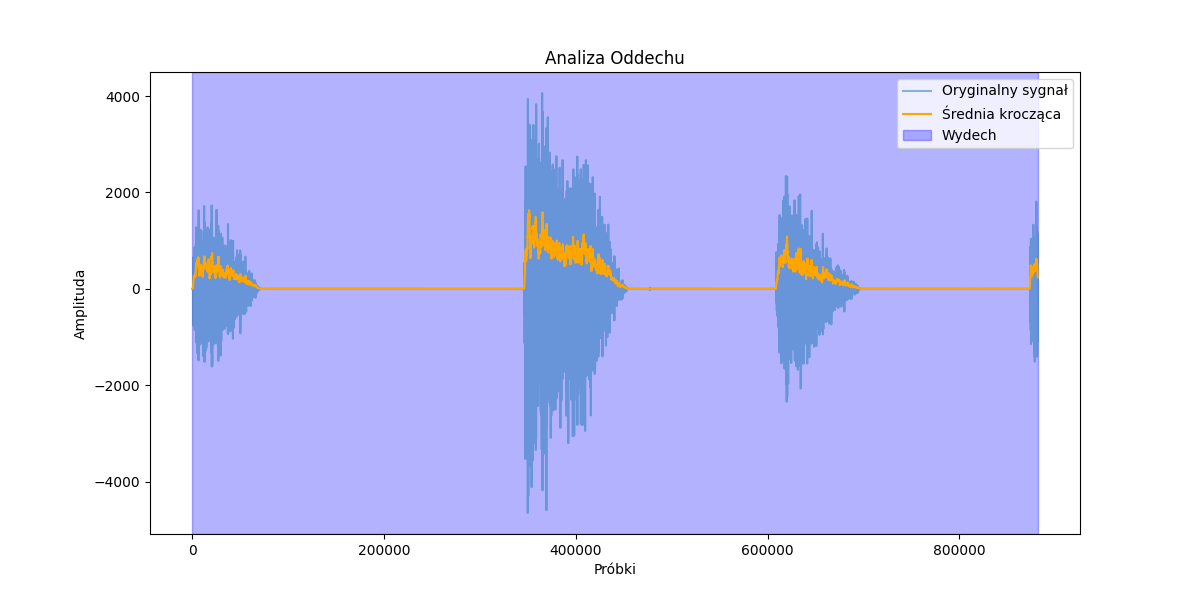 Analiza Oddechu
Oryginalny sygnał
Średnia krocząca
Wydech
Amplituda
4000
2000
0
−2000
−4000
0
200000
400000
600000
800000
Próbki